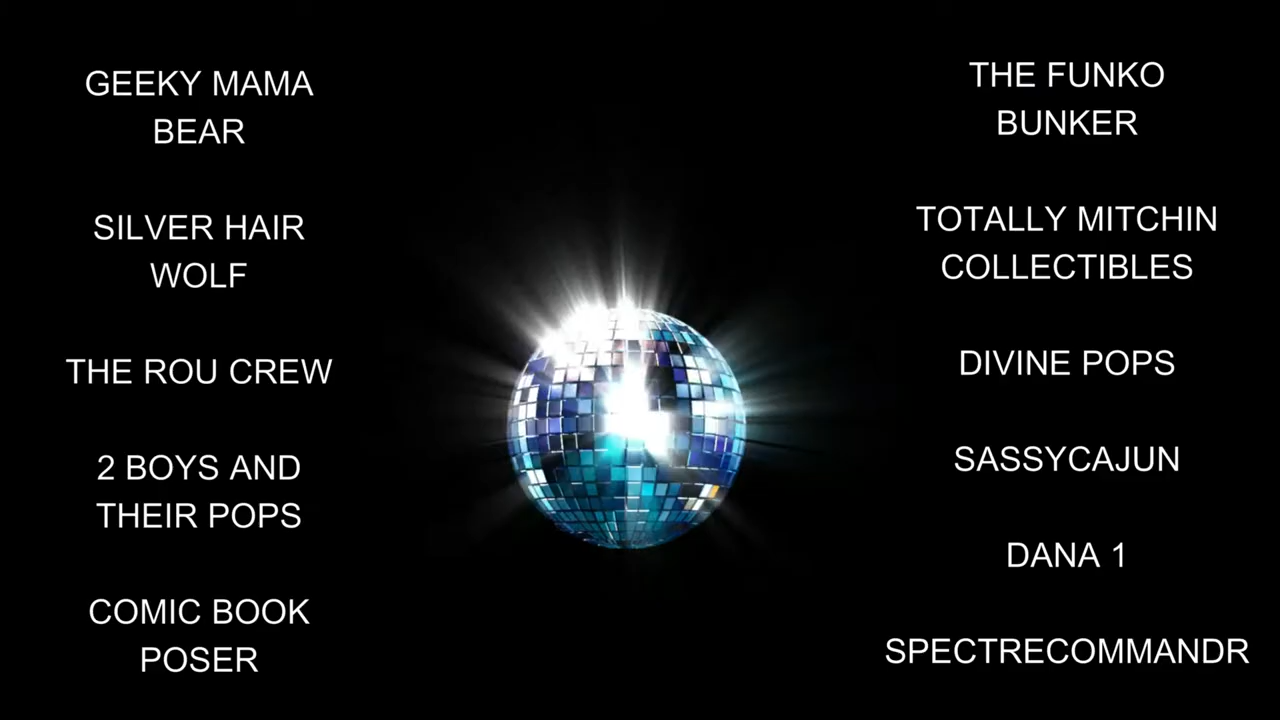 GEEKY MAMA
BEAR
SILVER HAIR
WOLF
THE ROU CREW
2 BOYS AND
THEIR POPS
COMIC BOOK
POSER
THE FUNKO
BUNKER
TOTALLY MITCHIN
COLLECTIBLES
DIVINE POPS
SASSYCAJUN
DANA 1
SPECTRECOMMANDR